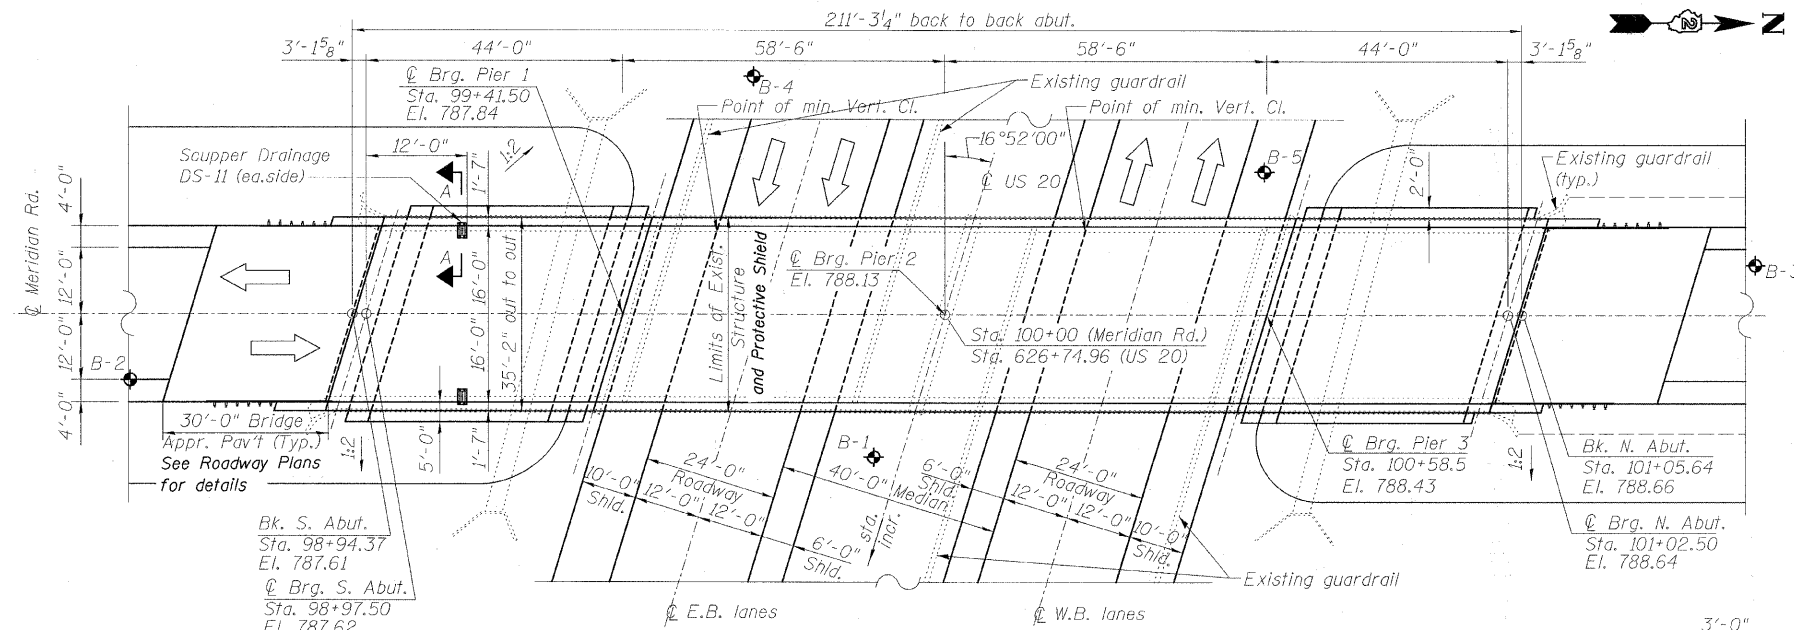 211'-3¼" back to back abut.
3'-1⅝"
44'-0"
58'-6"
58'-6"
44'-0"
3'-1⅝"
N
℄ Brg. Pier 1
Sta. 99+41.50
El. 787.84
B-4
Existing guardrail
Point of min. Vert. Cl.
Point of min. Vert. Cl.
16°52'00"
℄ US 20
B-5
Existing guardrail
(typ.)
2'-0"
Scupper Drainage
DS-11 (ea.side)
12'-0"
A
1'-7"
1:2
℄ Meridian Rd.
4'-0"
12'-0"
12'-0"
4'-0"
A
16'-0"
16'-0"
35'-2" out to out
Limits of Exist.
Structure
and Protective Shield
℄ Brg. Pier 2
El. 788.13
Sta. 100+00 (Meridian Rd.)
Sta. 626+74.96 (US 20)
B-3
B-2
30'-0" Bridge
Appr. Pav't (Typ.)
See Roadway Plans
for details
1:2
5'-0"
1'-7"
B-1
10'-0"
Shld.
24'-0"
Roadway
12'-0"
12'-0"
6'-0"
Shld.
40'-0" Median
sta.
incr.
6'-0"
Shld.
24'-0"
Roadway
12'-0"
12'-0"
10'-0"
Shld.
℄ Brg. Pier 3
Sta. 100+58.5
El. 788.43
1:2
Bk. N. Abut.
Sta. 101+05.64
El. 788.66
℄ Brg. N. Abut.
Sta. 101+02.50
El. 788.64
Bk. S. Abut.
Sta. 98+94.37
El. 787.61
℄ Brg. S. Abut.
Sta. 98+97.50
El. 787.62
Existing guardrail
℄ E.B. lanes
℄ W.B. lanes
3'-0"